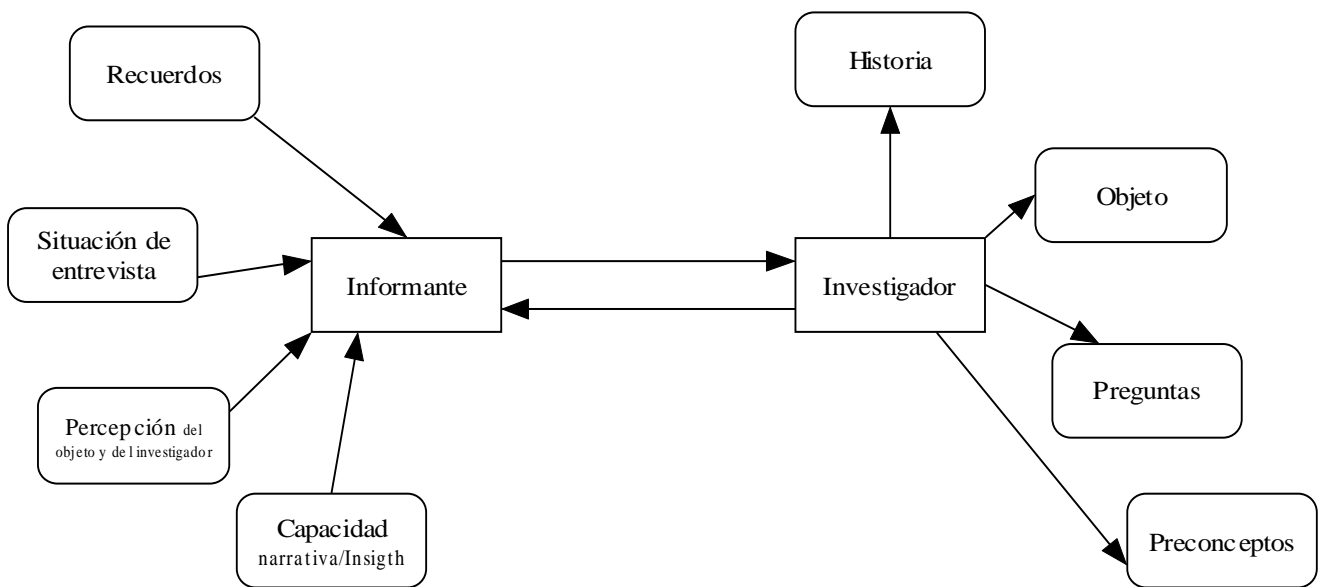 Recuerdos
Historia
Objeto
Situación de
entrevista
Informante
Investigador
Preguntas
Percepción del
objeto y del investigador
Capacidad
narrativa/Insigth
Preconceptos